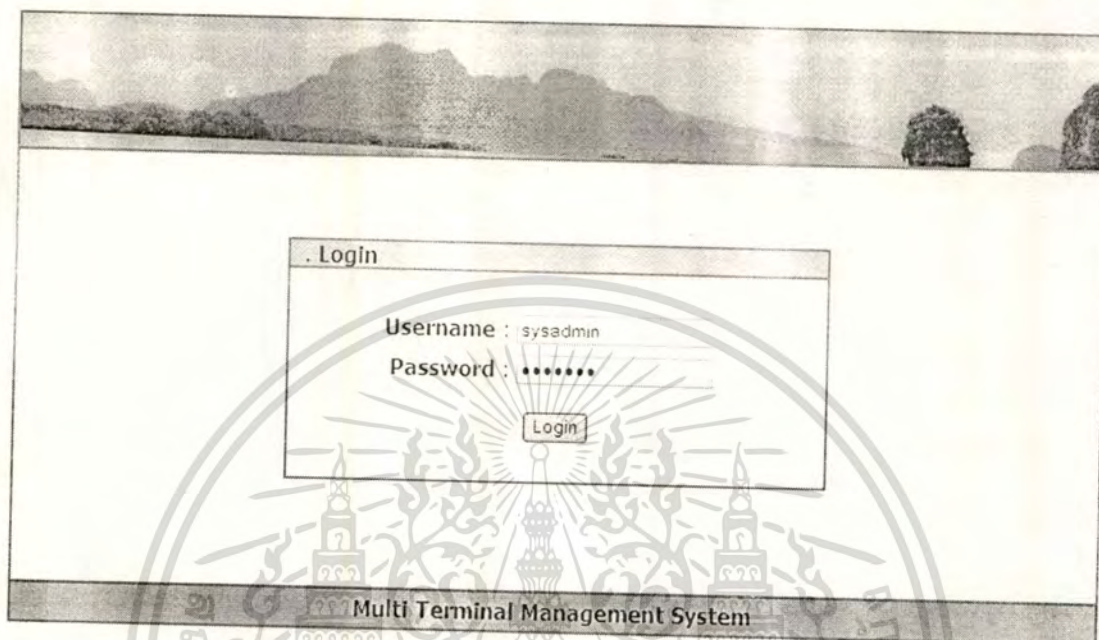 . Login
Username : sysadmin
Password : •••••••
Login
Multi Terminal Management System